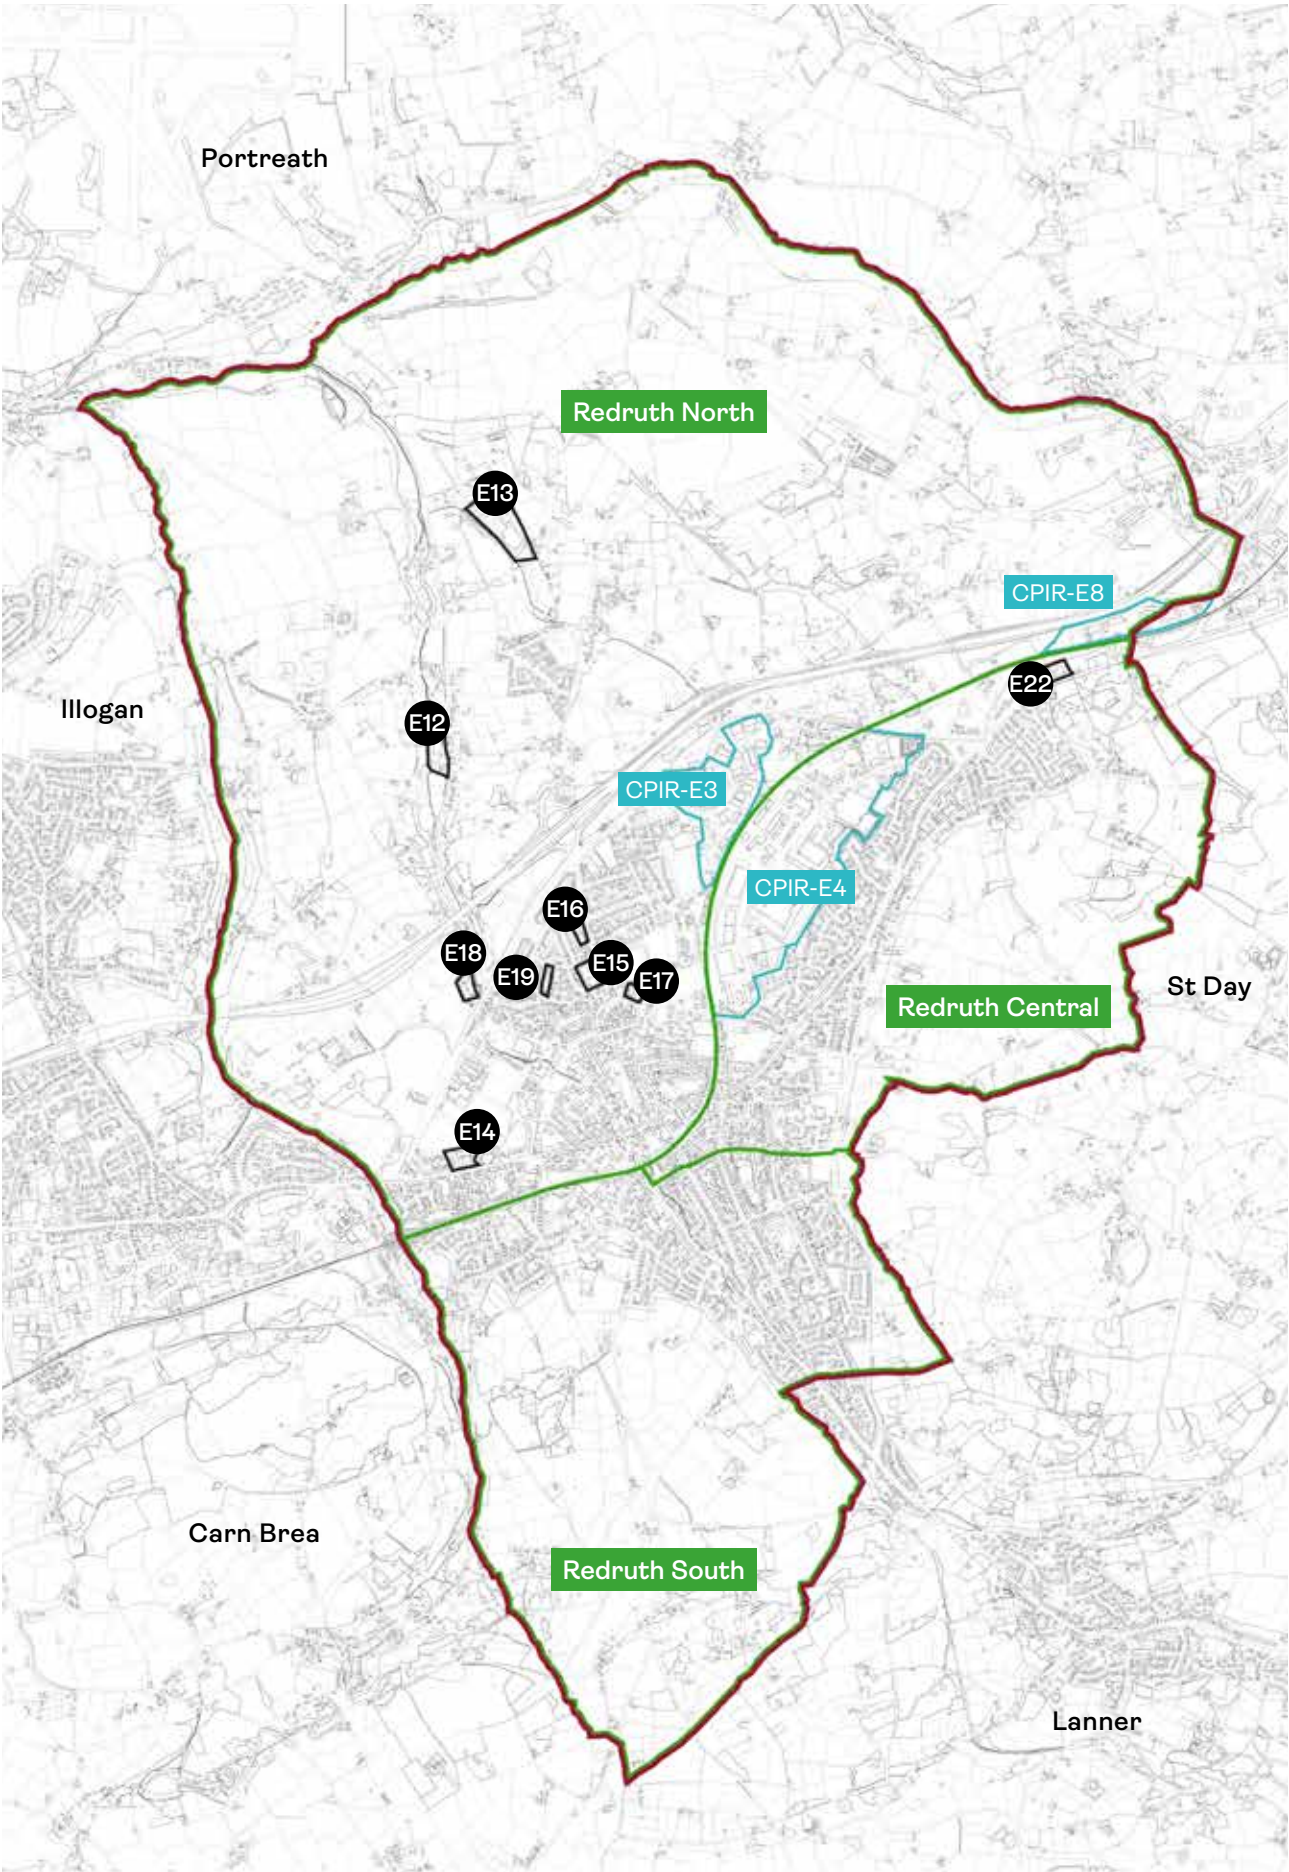 Portreath
Redruth North
E13
CPIR-E8
E22
Illogan
E12
CPIR-E3
CPIR-E4
E16
E18
E19
E15
E17
St Day
Redruth Central
E14
Carn Brea
Redruth South
Lanner